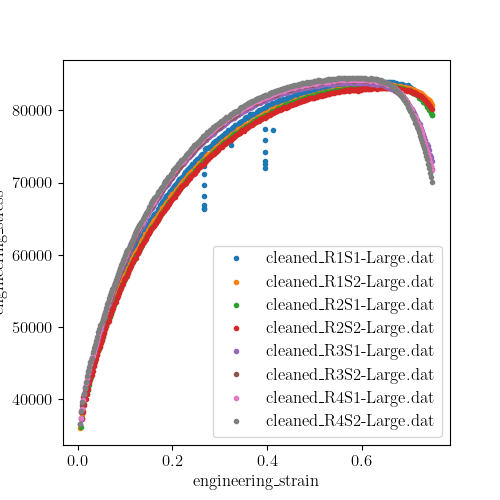 80000
70000
60000
50000
40000
engineering_stress
cleaned_R1S1-Large.dat
cleaned_R1S2-Large.dat
cleaned_R2S1-Large.dat
cleaned_R2S2-Large.dat
cleaned_R3S1-Large.dat
cleaned_R3S2-Large.dat
cleaned_R4S1-Large.dat
cleaned_R4S2-Large.dat
0.0 0.2 0.4 0.6
engineering_strain